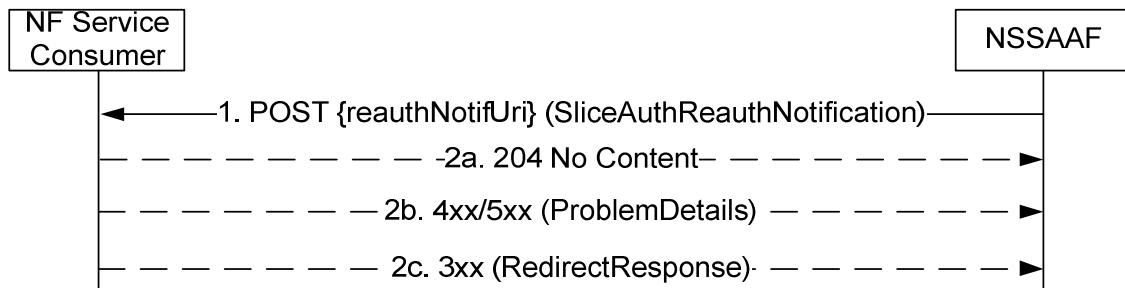 NF Service
Consumer
NSSAAF
1. POST {reauthNotifUri} (SliceAuthReauthNotification)
2a. 204 No Content
2b. 4xx/5xx (ProblemDetails)
2c. 3xx (RedirectResponse)